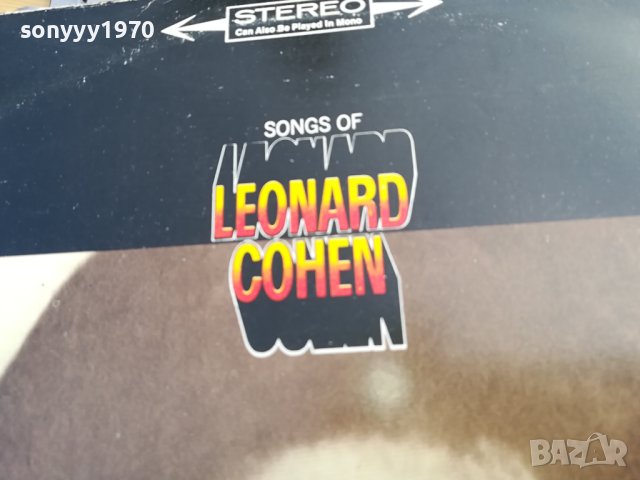 sonyyy1970
STEREO
Can Also Be Played In Mono
SONGS OF
LEONARD
COHEN
BAZAR